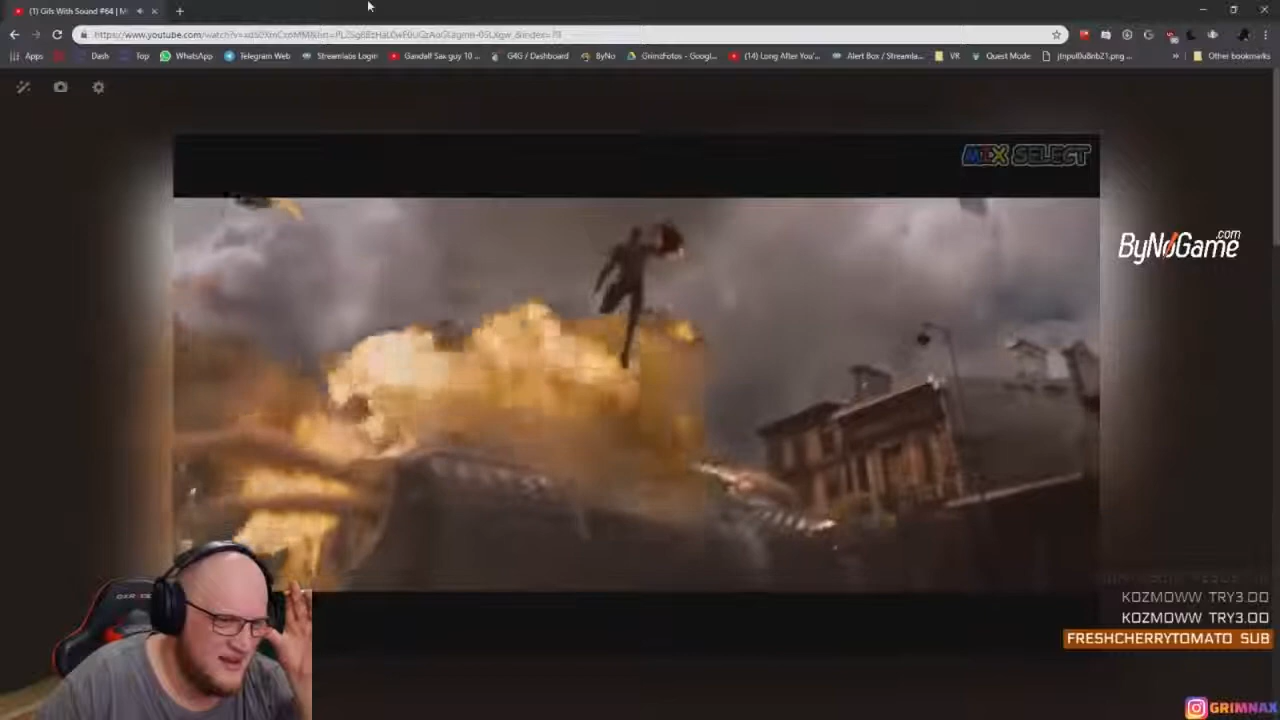 (1) Gifs With Sound #64 | M
Apps
Dash
Top
WhatsApp
Telegram Web
Streamlabs Login
Gandalf Sax guy 10 ...
G4G / Dashboard
ByNo
GrimzFotos - Googl...
(14) Long After You'...
Alert Box / Streamla...
VR
Quest Mode
Other bookmarks
MIX SELECT
ByNoGame.com
KOZMOWW TRY3.00
KOZMOWW TRY3.00
FRESHCHERRYTOMATO SUB
GRIMNAX